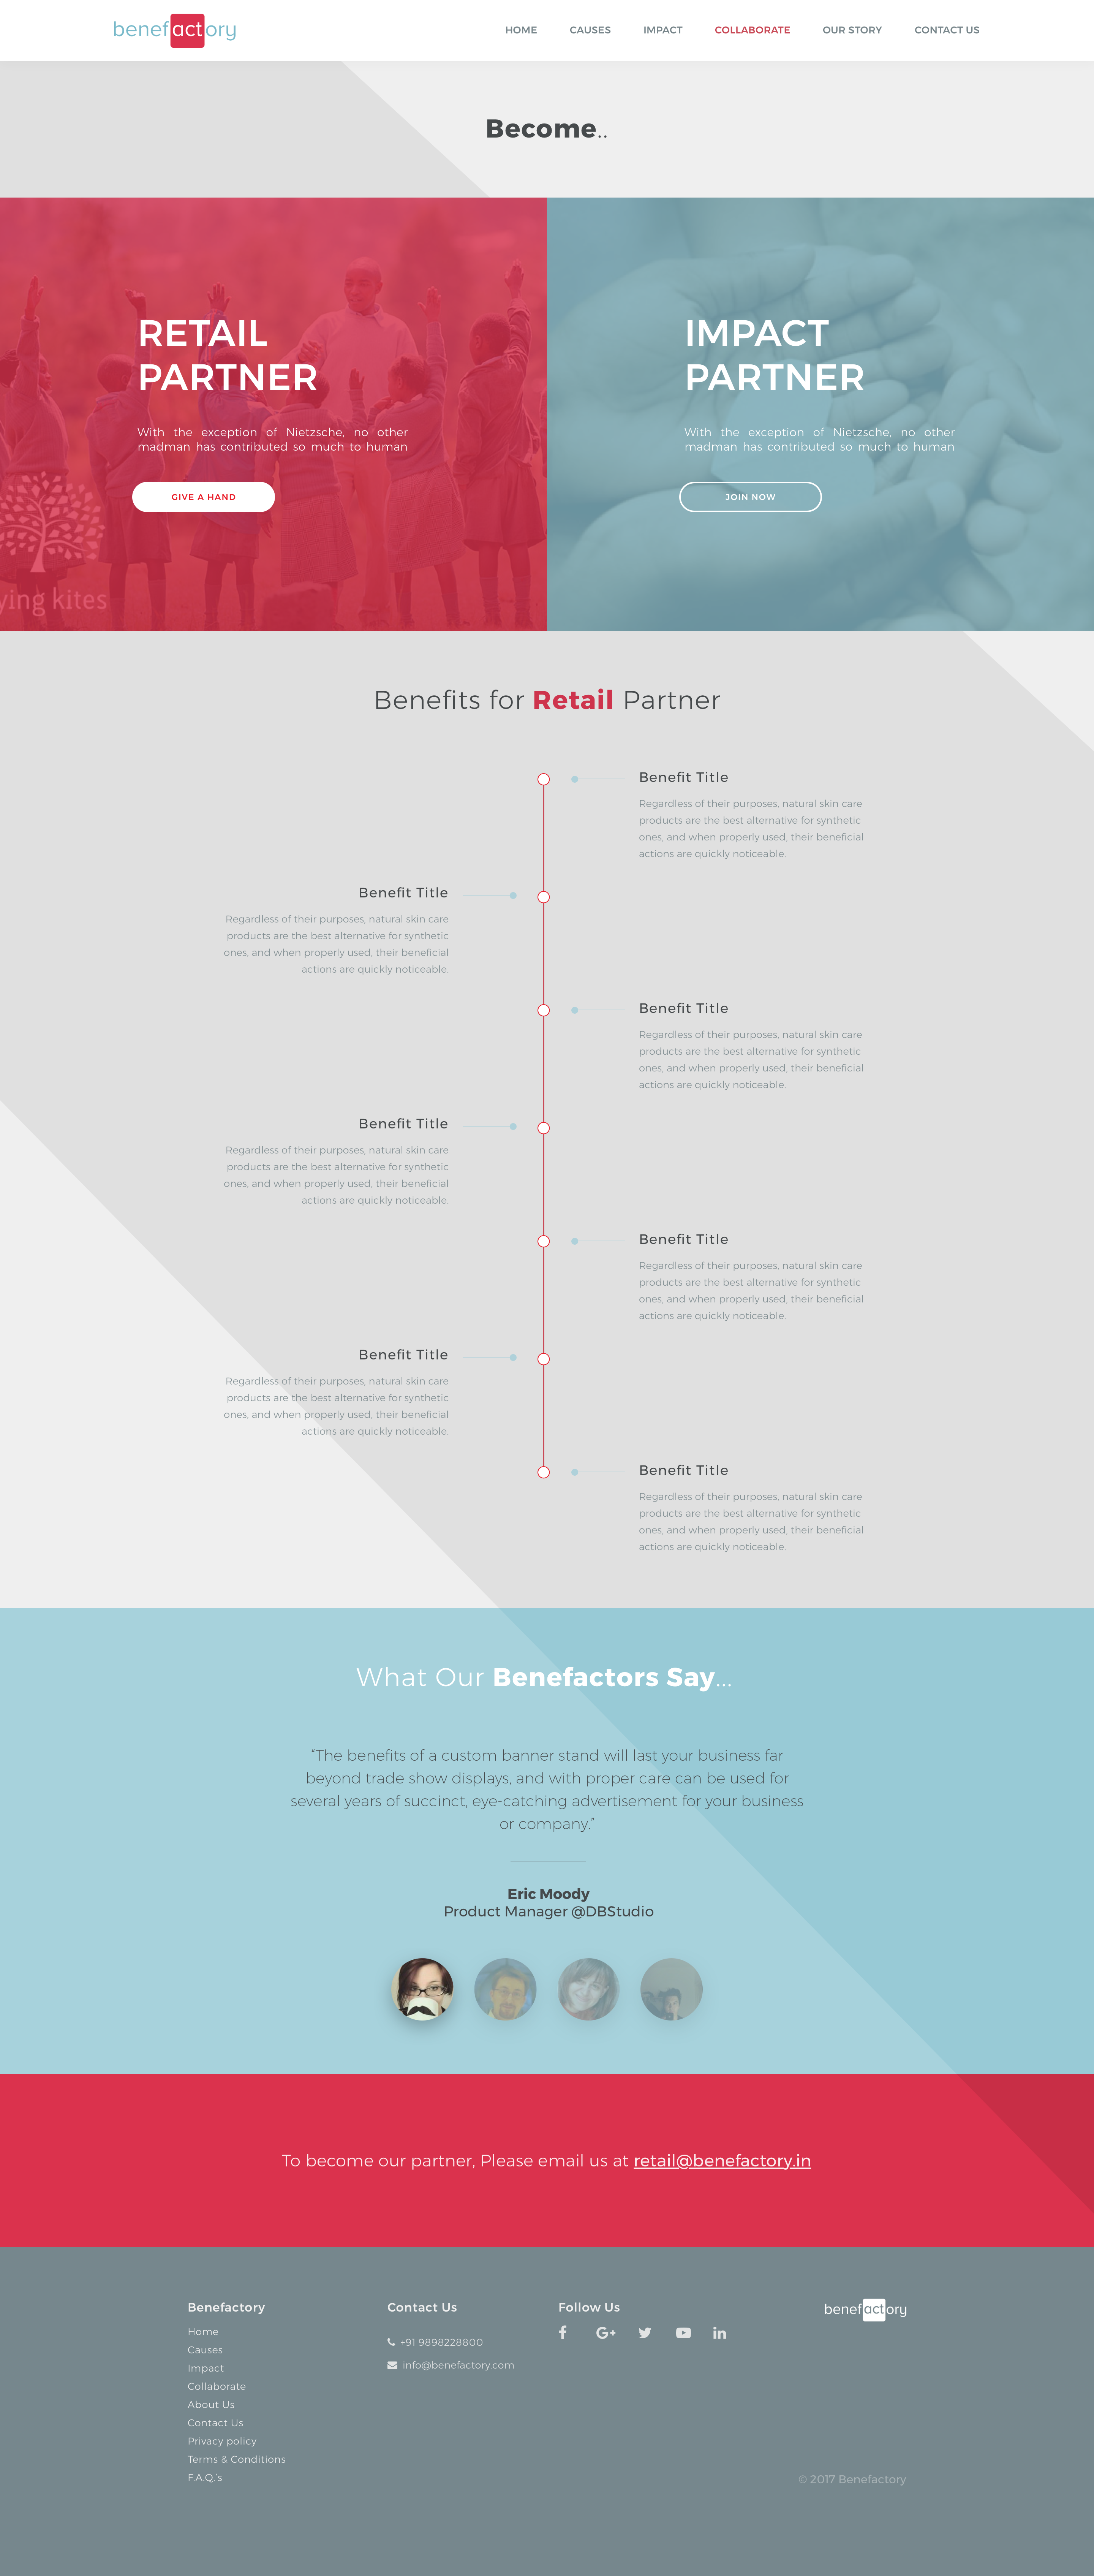 benefactory
HOME CAUSES IMPACT COLLABORATE OUR STORY CONTACT US
Become..
RETAIL
PARTNER
With the exception of Nietzsche, no other
madman has contributed so much to human
GIVE A HAND
ying kites
IMPACT
PARTNER
With the exception of Nietzsche, no other
madman has contributed so much to human
JOIN NOW
Benefits for Retail Partner
Benefit Title
Regardless of their purposes, natural skin care
products are the best alternative for synthetic
ones, and when properly used, their beneficial
actions are quickly noticeable.
Benefit Title
Regardless of their purposes, natural skin care
products are the best alternative for synthetic
ones, and when properly used, their beneficial
actions are quickly noticeable.
Benefit Title
Regardless of their purposes, natural skin care
products are the best alternative for synthetic
ones, and when properly used, their beneficial
actions are quickly noticeable.
Benefit Title
Regardless of their purposes, natural skin care
products are the best alternative for synthetic
ones, and when properly used, their beneficial
actions are quickly noticeable.
Benefit Title
Regardless of their purposes, natural skin care
products are the best alternative for synthetic
ones, and when properly used, their beneficial
actions are quickly noticeable.
Benefit Title
Regardless of their purposes, natural skin care
products are the best alternative for synthetic
ones, and when properly used, their beneficial
actions are quickly noticeable.
Benefit Title
Regardless of their purposes, natural skin care
products are the best alternative for synthetic
ones, and when properly used, their beneficial
actions are quickly noticeable.
What Our Benefactors Say...
“The benefits of a custom banner stand will last your business far
beyond trade show displays, and with proper care can be used for
several years of succinct, eye-catching advertisement for your business
or company.”
Eric Moody
Product Manager @DBStudio
To become our partner, Please email us at retail@benefactory.in
Benefactory
Home
Causes
Impact
Collaborate
About Us
Contact Us
Privacy policy
Terms & Conditions
F.A.Q.'s
Contact Us
+91 9898228800
info@benefactory.com
Follow Us
benefactory
© 2017 Benefactory